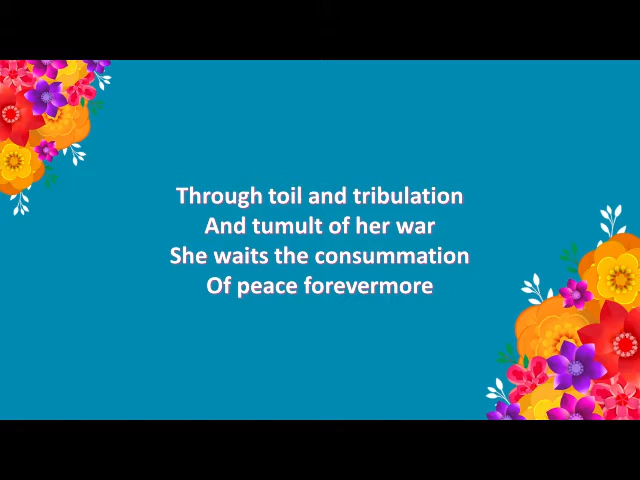 Through toil and tribulation
And tumult of her war
She waits the consummation
Of peace forevermore